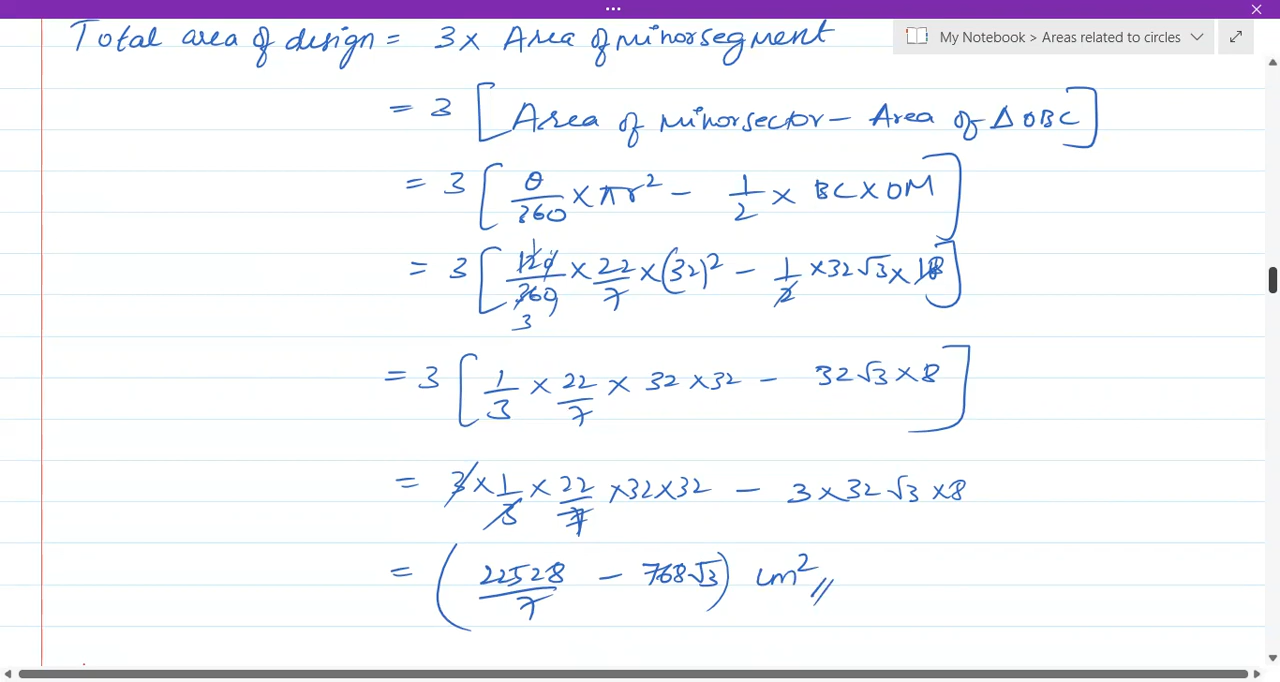 Total area of design = 3 × Area of minor segment
My Notebook > Areas related to circles
= 3 [Area of minor sector - Area of ΔOBC]
= 3 [θ/360 × πr² - 1/2 × BC × OM]
= 3 [120/360 × 22/7 × (32)² - 1/2 × 32√3 × 16]
1
3
8
= 3 [1/3 × 22/7 × 32 × 32 - 32√3 × 8]
= 3 × 1/3 × 22/7 × 32 × 32 - 3 × 32√3 × 8
= (22528/7 - 768√3) cm² //